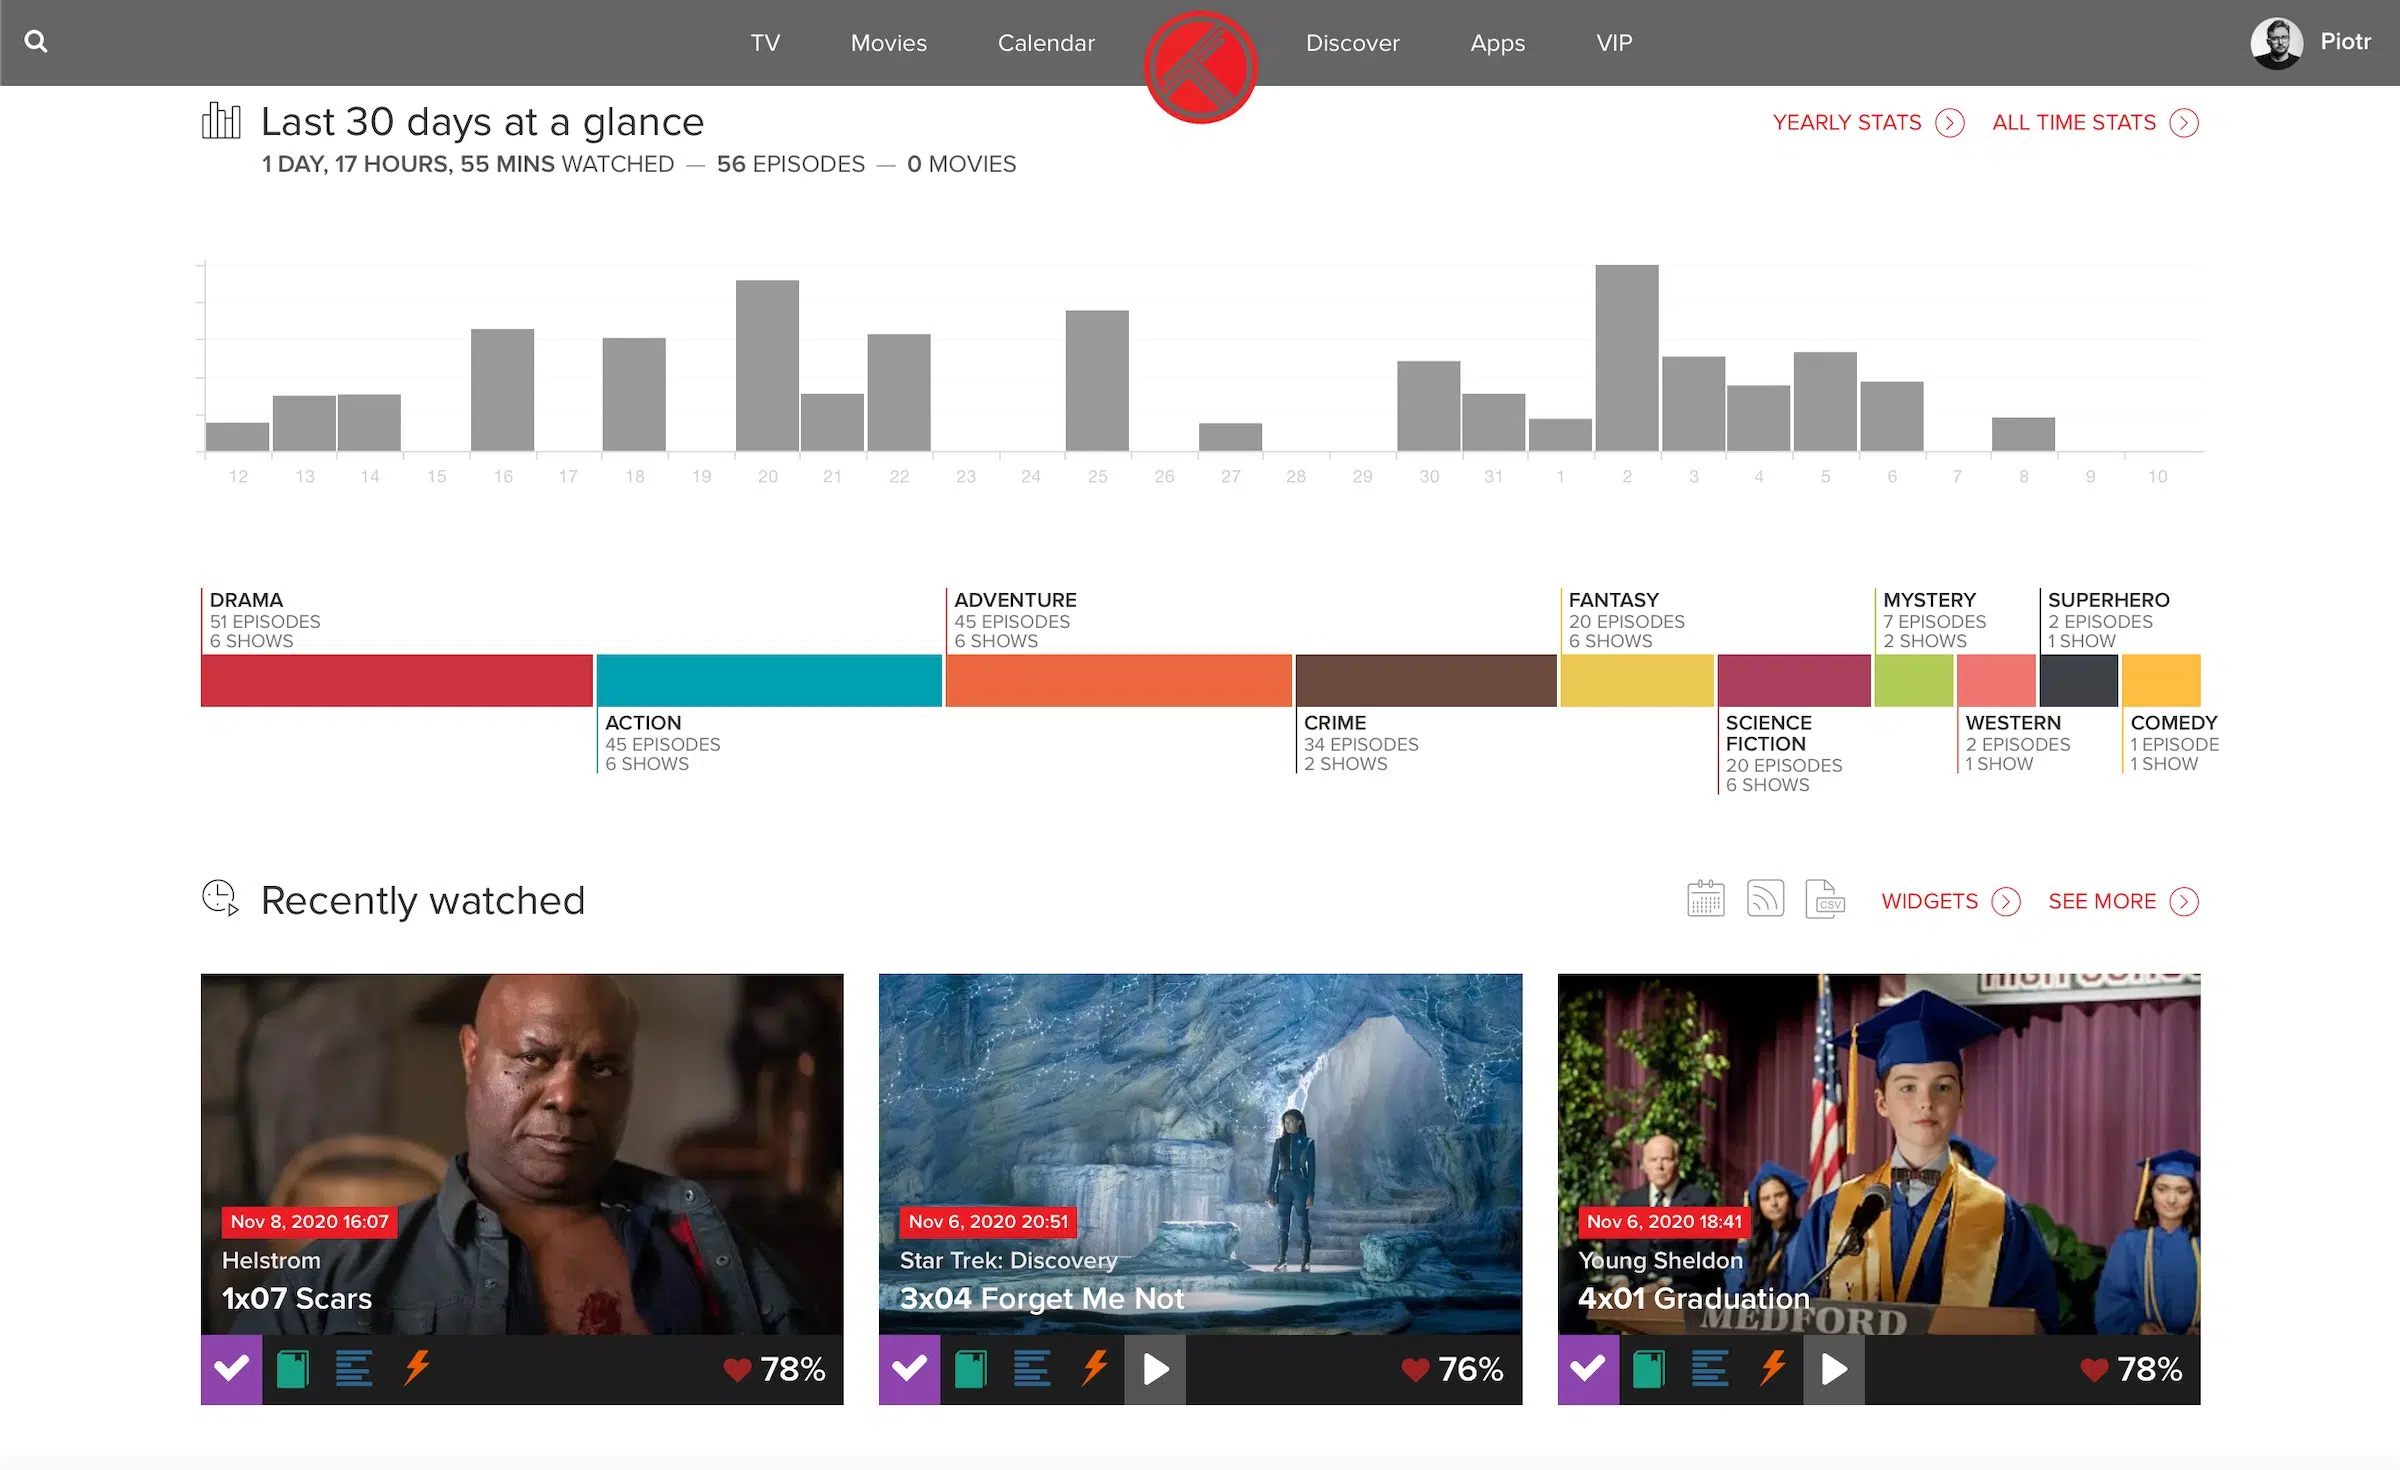 TV Movies Calendar Discover Apps VIP Piotr
Last 30 days at a glance
YEARLY STATS ALL TIME STATS
1 DAY, 17 HOURS, 55 MINS WATCHED — 56 EPISODES — 0 MOVIES
12 13 14 15 16 17 18 19 20 21 22 23 24 25 26 27 28 29 30 31 1 2 3 4 5 6 7 8 9 10
DRAMA
51 EPISODES
6 SHOWS
ACTION
45 EPISODES
6 SHOWS
ADVENTURE
45 EPISODES
6 SHOWS
CRIME
34 EPISODES
2 SHOWS
FANTASY
20 EPISODES
6 SHOWS
SCIENCE
FICTION
20 EPISODES
6 SHOWS
MYSTERY
7 EPISODES
2 SHOWS
WESTERN
2 EPISODES
1 SHOW
SUPERHERO
2 EPISODES
1 SHOW
COMEDY
1 EPISODE
1 SHOW
Recently watched
CSV
WIDGETS SEE MORE
Nov 8, 2020 16:07
Helstrom
1x07 Scars
78%
Nov 6, 2020 20:51
Star Trek: Discovery
3x04 Forget Me Not
76%
HIGH SCHOOL
Nov 6, 2020 18:41
Young Sheldon
4x01 Graduation
MEDFORD
78%